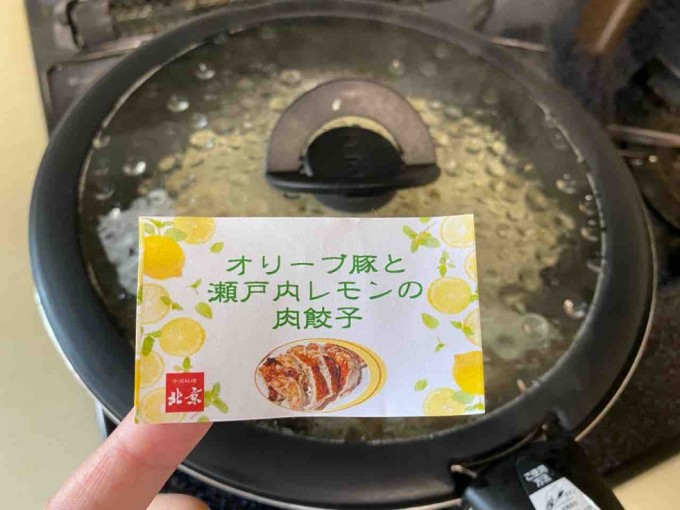 オリーブ豚と
瀬戸内レモンの
肉餃子
中国料理
北京